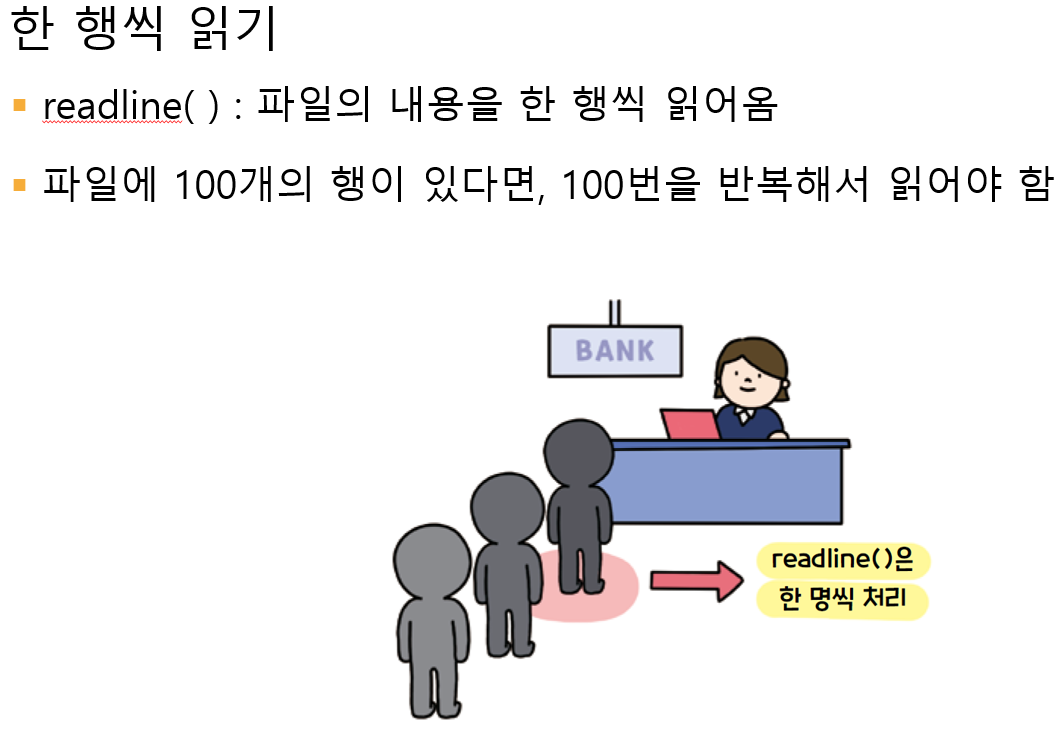 한 행씩 읽기
▪ readline( ) : 파일의 내용을 한 행씩 읽어옴
▪ 파일에 100개의 행이 있다면, 100번을 반복해서 읽어야 함
BANK
readline()은
한 명씩 처리